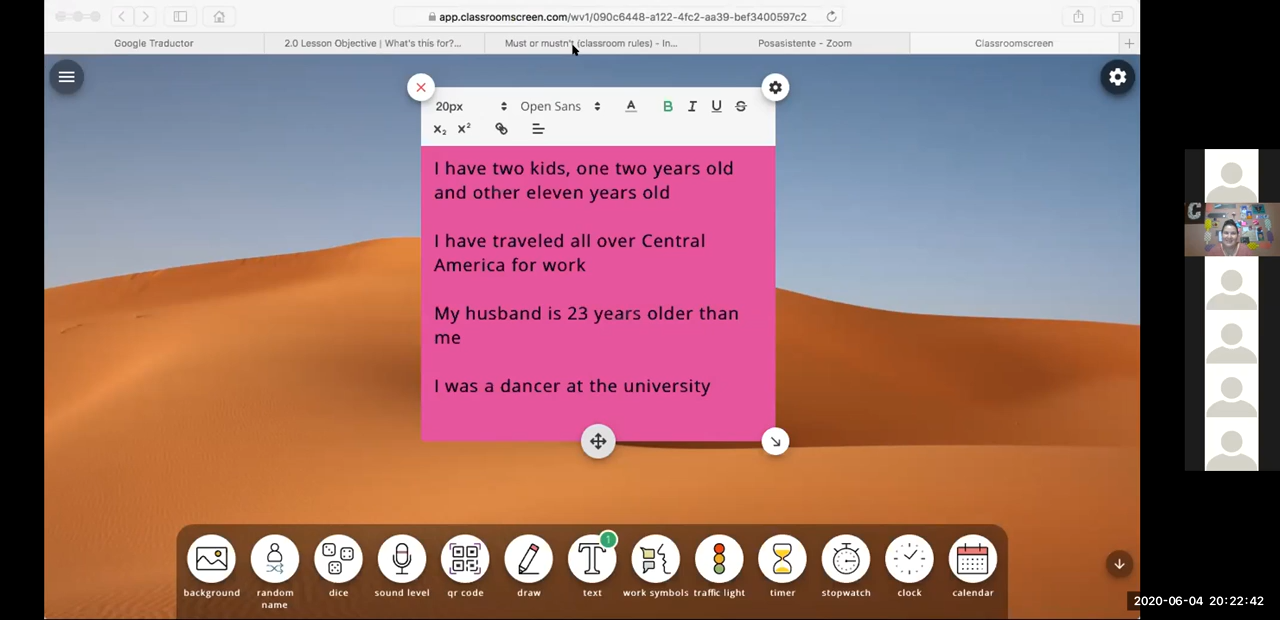 app.classroomscreen.com/wv1/090c6448-a122-4fc2-aa39-bef3400597c2
Google Traductor
2.0 Lesson Objective | What's this for?...
Must or mustn't (classroom rules) - In...
Posasistente - Zoom
Classroomscreen
20px
Open Sans
A B I U S
X₂ X²
I have two kids, one two years old
and other eleven years old
I have traveled all over Central
America for work
My husband is 23 years older than
me
I was a dancer at the university
C
1
T
background
random
name
dice
sound level
qr code
draw
text
work symbols
traffic light
timer
stopwatch
clock
calendar
2020-06-04 20:22:42